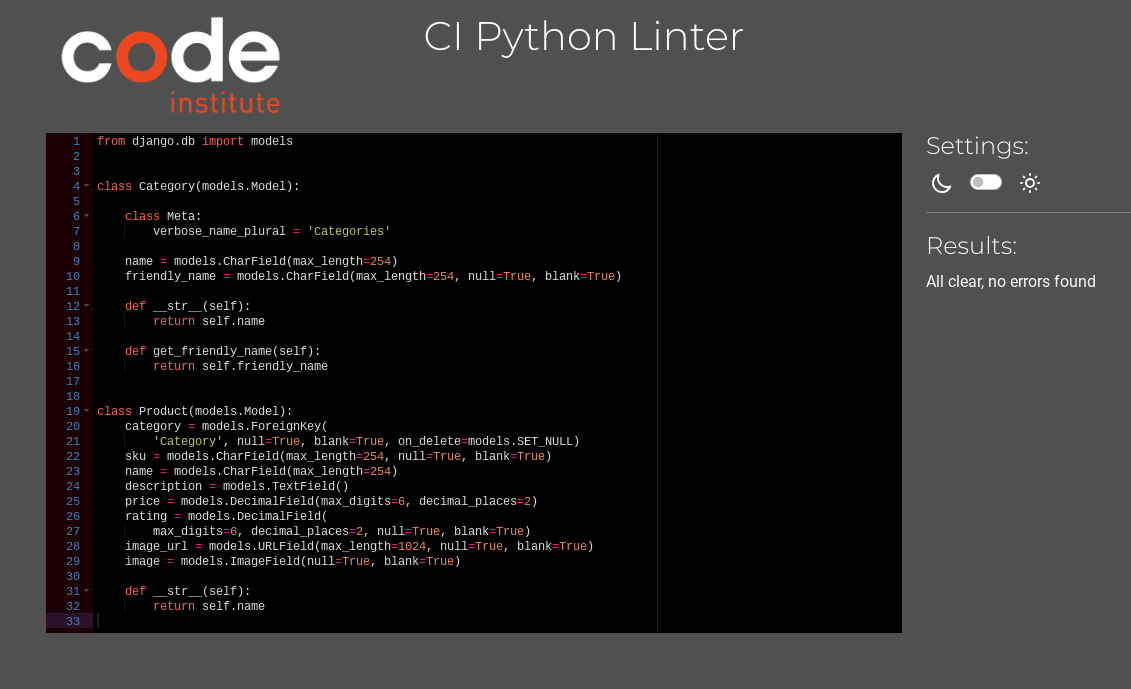 code
institute
CI Python Linter
1 from django.db import models
2
3
4 class Category(models.Model):
5
6     class Meta:
7         verbose_name_plural = 'Categories'
8
9     name = models.CharField(max_length=254)
10     friendly_name = models.CharField(max_length=254, null=True, blank=True)
11
12     def __str__(self):
13         return self.name
14
15     def get_friendly_name(self):
16         return self.friendly_name
17
18
19 class Product(models.Model):
20     category = models.ForeignKey(
21         'Category', null=True, blank=True, on_delete=models.SET_NULL)
22     sku = models.CharField(max_length=254, null=True, blank=True)
23     name = models.CharField(max_length=254)
24     description = models.TextField()
25     price = models.DecimalField(max_digits=6, decimal_places=2)
26     rating = models.DecimalField(
27         max_digits=6, decimal_places=2, null=True, blank=True)
28     image_url = models.URLField(max_length=1024, null=True, blank=True)
29     image = models.ImageField(null=True, blank=True)
30
31     def __str__(self):
32         return self.name
33
Settings:
Results:
All clear, no errors found